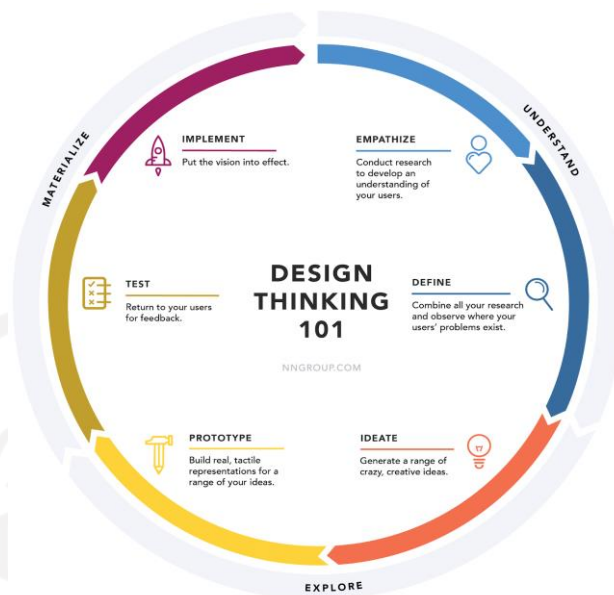 DESIGN
THINKING
101
NNGROUP.COM
UNDERSTAND
EMPATHIZE
Conduct research
to develop an
understanding of
your users.
DEFINE
Combine all your research
and observe where your
users' problems exist.
EXPLORE
IDEATE
Generate a range of
crazy, creative ideas.
PROTOTYPE
Build real, tactile
representations for a
range of your ideas.
MATERIALIZE
TEST
Return to your users
for feedback.
IMPLEMENT
Put the vision into effect.